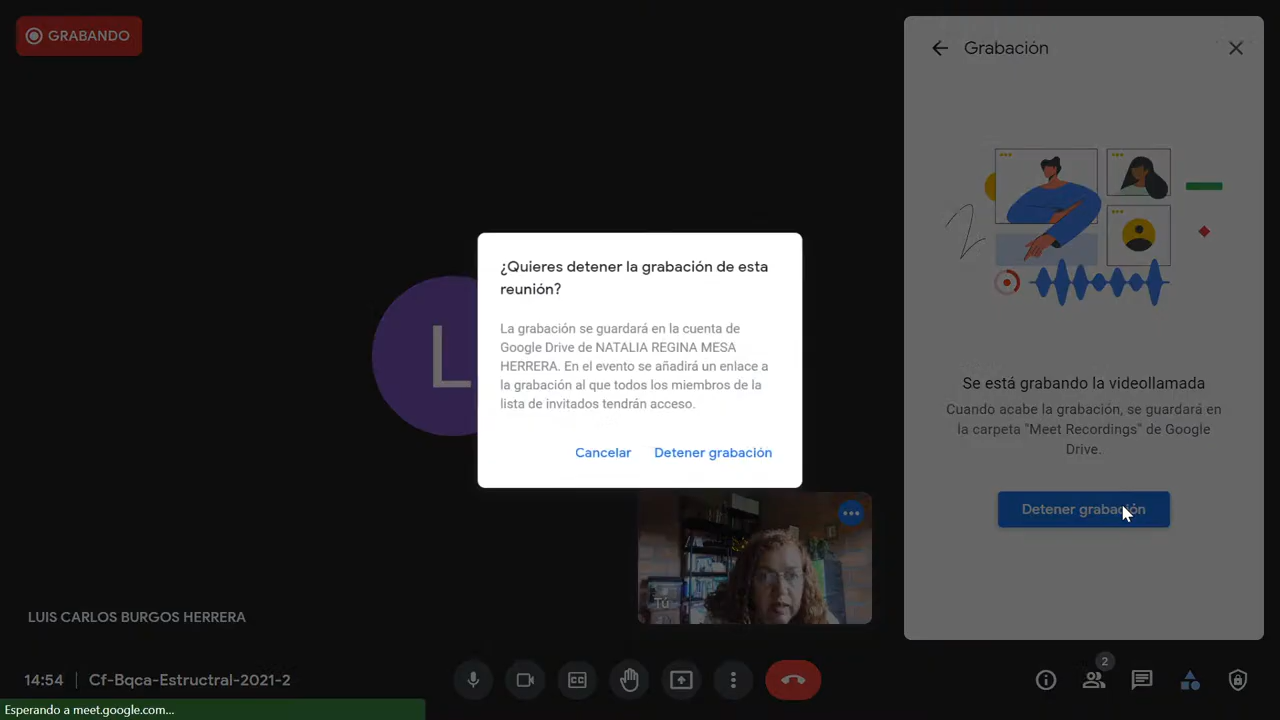 GRABANDO
Grabación
¿Quieres detener la grabación de esta
reunión?
La grabación se guardará en la cuenta de
Google Drive de NATALIA REGINA MESA
HERRERA. En el evento se añadirá un enlace a
la grabación al que todos los miembros de la
lista de invitados tendrán acceso.
Cancelar
Detener grabación
L
Se está grabando la videollamada
Cuando acabe la grabación, se guardará en
la carpeta "Meet Recordings" de Google
Drive.
Detener grabación
Tú
LUIS CARLOS BURGOS HERRERA
14:54 | Cf-Bqca-Estructral-2021-2
2
Esperando a meet.google.com...